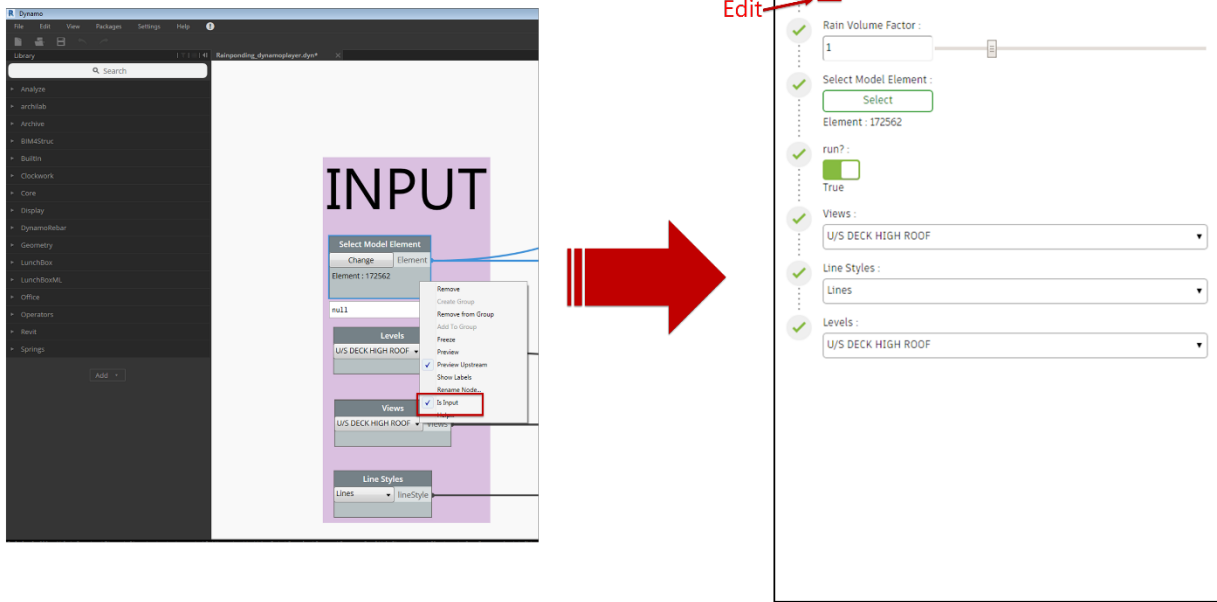 R Dynamo
File Edit View Packages Settings Help
Library
Rainponding_dynamoplayer.dyn* ×
Search
Analyze
archilab
Archive
BIM4Struc
BuiltIn
Clockwork
Core
Display
DynamoRebar
Geometry
LunchBox
LunchBoxML
Office
Operators
Revit
Springs
Add
INPUT
Select Model Element
Change Element
Element : 172562
null
Levels
U/S DECK HIGH ROOF
Views
U/S DECK HIGH ROOF Views
Line Styles
Lines lineStyle
Remove
Create Group
Remove from Group
Add To Group
Freeze
Preview
Preview Upstream
Show Labels
Rename Node...
Is Input
Help...
Edit
Rain Volume Factor :
1
Select Model Element :
Select
Element : 172562
run? :
True
Views :
U/S DECK HIGH ROOF
Line Styles :
Lines
Levels :
U/S DECK HIGH ROOF